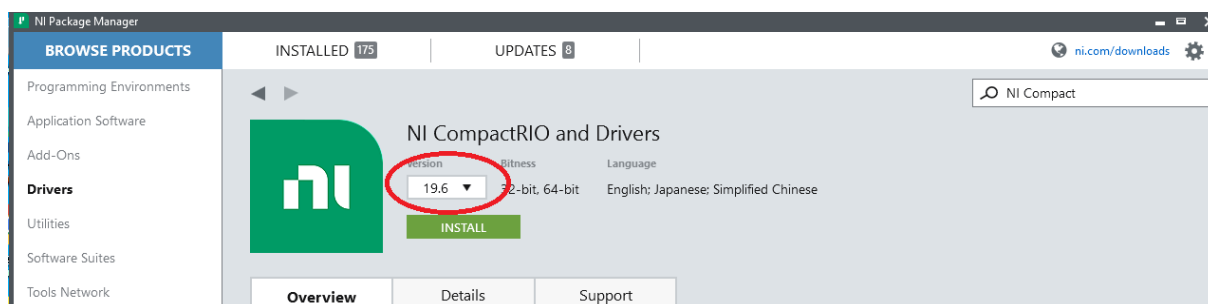 NI Package Manager
BROWSE PRODUCTS
INSTALLED 175
UPDATES 8
ni.com/downloads
Programming Environments
Application Software
Add-Ons
Drivers
Utilities
Software Suites
Tools Network
NI Compact
ni
NI CompactRIO and Drivers
Version Bitness Language
19.6 32-bit, 64-bit English; Japanese; Simplified Chinese
INSTALL
Overview Details Support